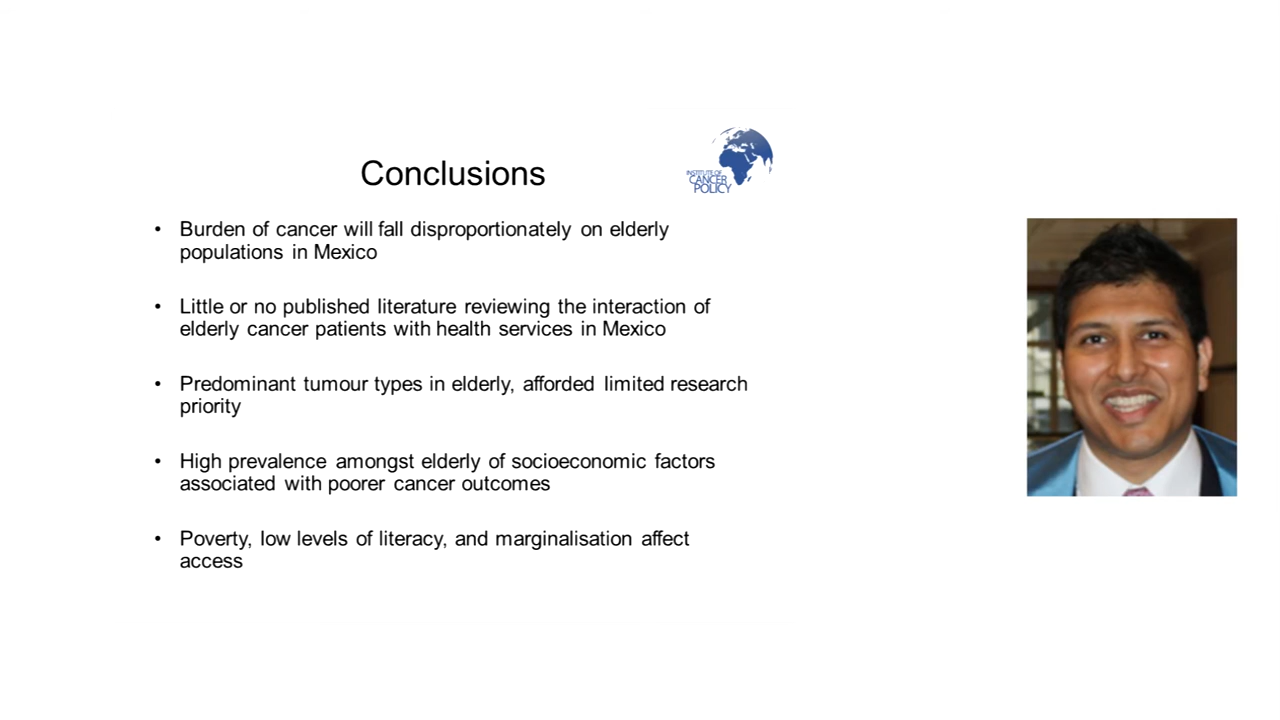 Conclusions
INSTITUTE OF
CANCER
POLICY
• Burden of cancer will fall disproportionately on elderly
populations in Mexico
• Little or no published literature reviewing the interaction of
elderly cancer patients with health services in Mexico
• Predominant tumour types in elderly, afforded limited research
priority
• High prevalence amongst elderly of socioeconomic factors
associated with poorer cancer outcomes
• Poverty, low levels of literacy, and marginalisation affect
access